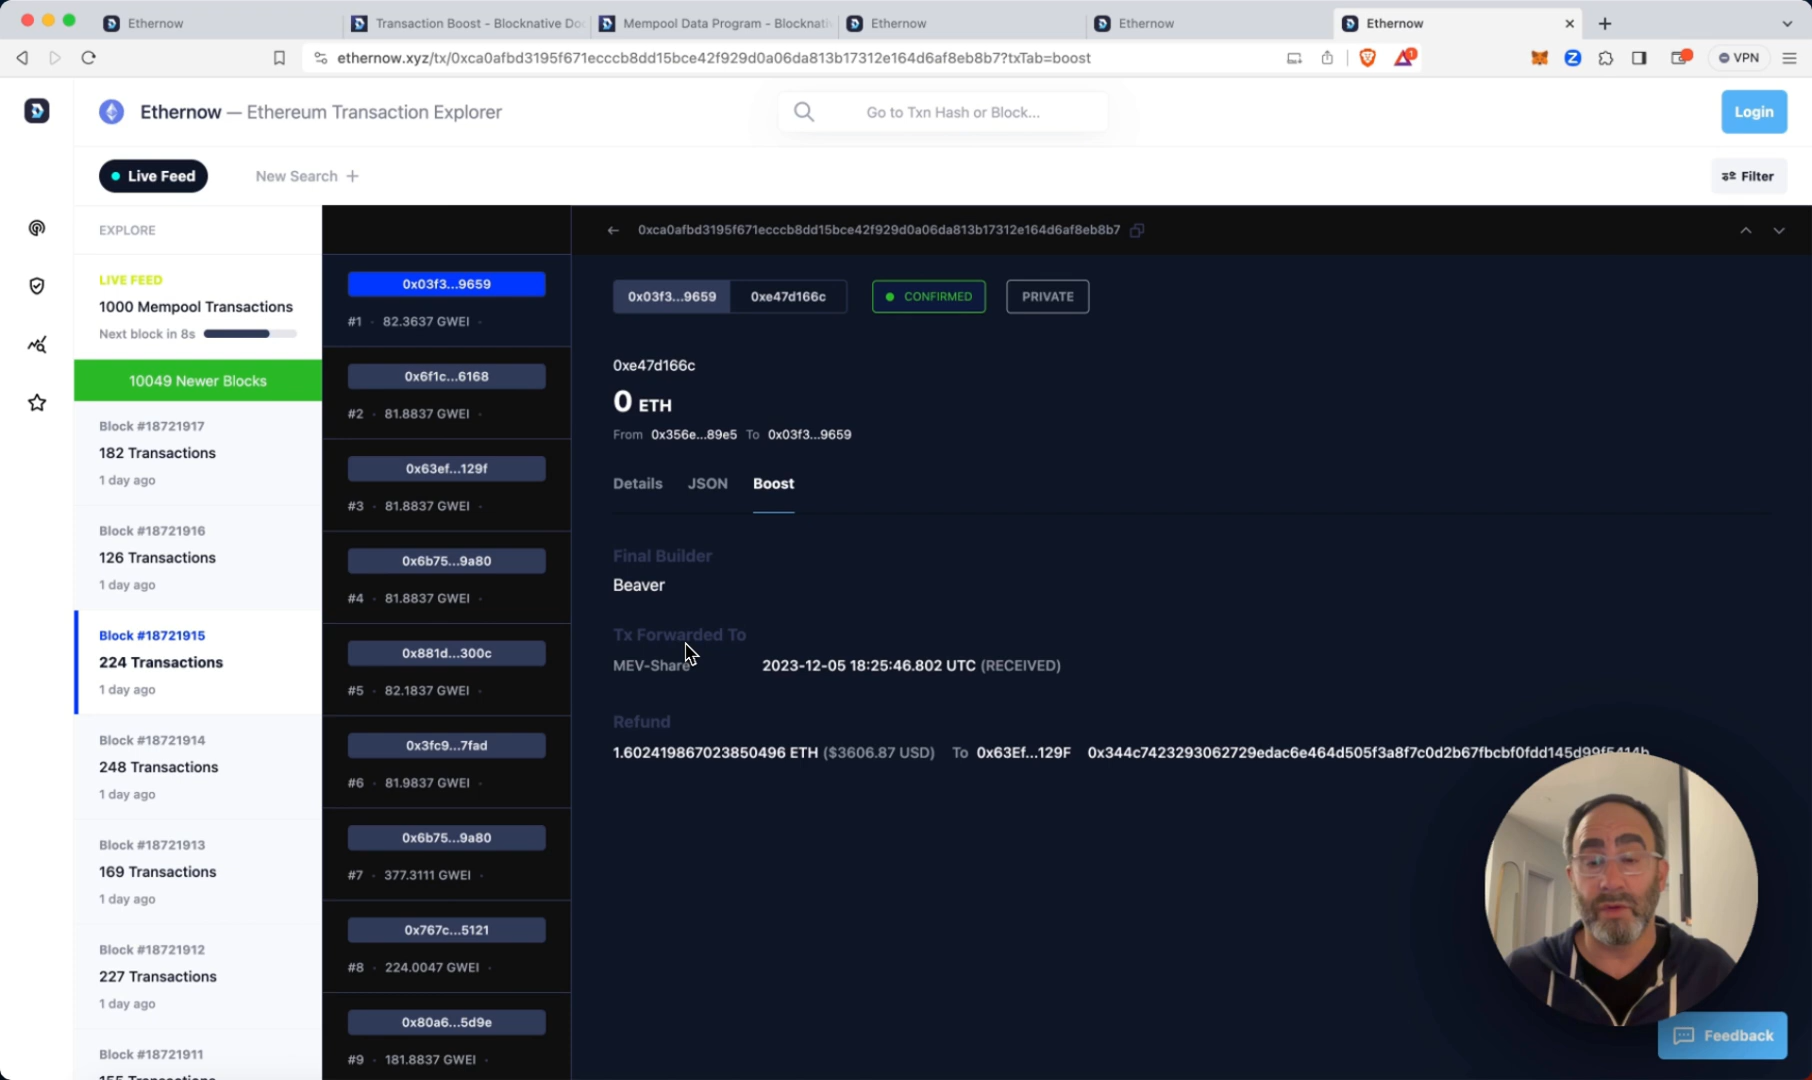 Ethernow
Transaction Boost - Blocknative Do
Mempool Data Program - Blocknati
Ethernow
Ethernow
Ethernow
ethernow.xyz/tx/0xca0afbd3195f671ecccb8dd15bce42f929d0a06da813b17312e164d6af8eb8b7?txTab=boost
1
VPN
Ethernow — Ethereum Transaction Explorer
Go to Txn Hash or Block...
Login
Live Feed
New Search +
Filter
EXPLORE
LIVE FEED
1000 Mempool Transactions
Next block in 8s
10049 Newer Blocks
Block #18721917
182 Transactions
1 day ago
Block #18721916
126 Transactions
1 day ago
Block #18721915
224 Transactions
1 day ago
Block #18721914
248 Transactions
1 day ago
Block #18721913
169 Transactions
1 day ago
Block #18721912
227 Transactions
1 day ago
Block #18721911
0x03f3...9659
#1 · 82.3637 GWEI ·
0x6f1c...6168
#2 · 81.8837 GWEI ·
0x63ef...129f
#3 · 81.8837 GWEI ·
0x6b75...9a80
#4 · 81.8837 GWEI ·
0x881d...300c
#5 · 82.1837 GWEI ·
0x3fc9...7fad
#6 · 81.9837 GWEI ·
0x6b75...9a80
#7 · 377.3111 GWEI ·
0x767c...5121
#8 · 224.0047 GWEI ·
0x80a6...5d9e
#9 · 181.8837 GWEI ·
0xca0afbd3195f671ecccb8dd15bce42f929d0a06da813b17312e164d6af8eb8b7
0x03f3...9659 0xe47d166c CONFIRMED PRIVATE
0xe47d166c
0 ETH
From 0x356e...89e5 To 0x03f3...9659
Details JSON Boost
Final Builder
Beaver
Tx Forwarded To
MEV-Share 2023-12-05 18:25:46.802 UTC (RECEIVED)
Refund
1.602419867023850496 ETH ($3606.87 USD) To 0x63Ef...129F
Feedback